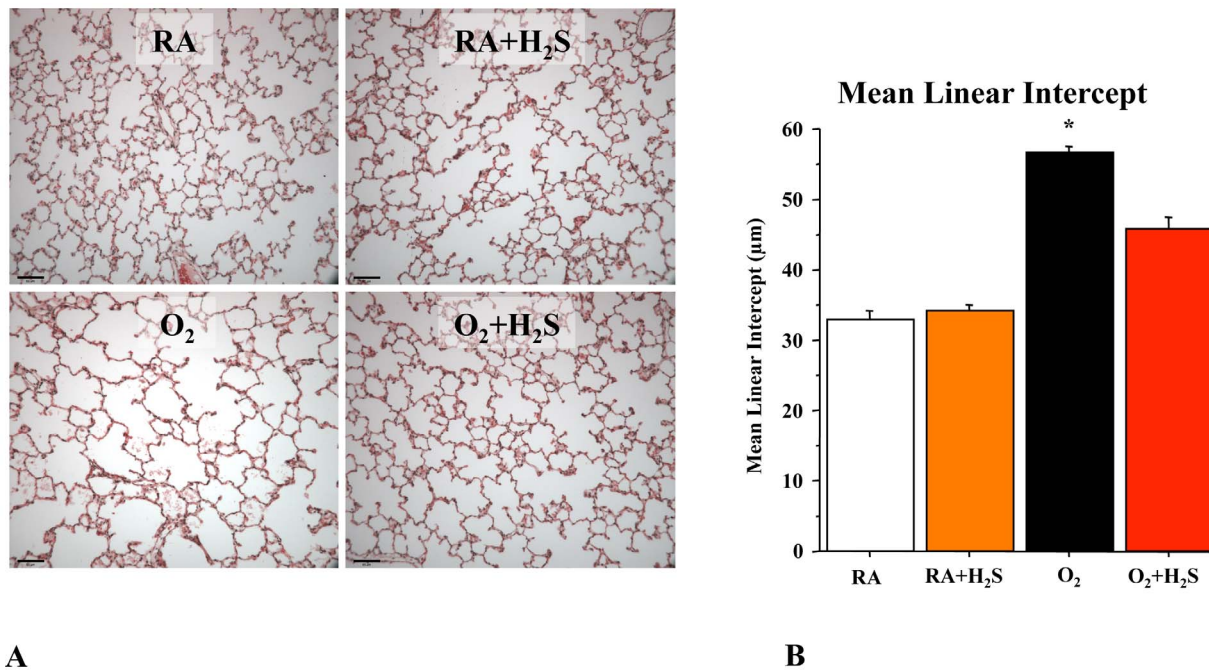 RA
RA+H₂S
O₂
O₂+H₂S
A
Mean Linear Intercept
*
Mean Linear Intercept (µm)
60
50
40
30
20
10
0
RA
RA+H₂S
O₂
O₂+H₂S
B